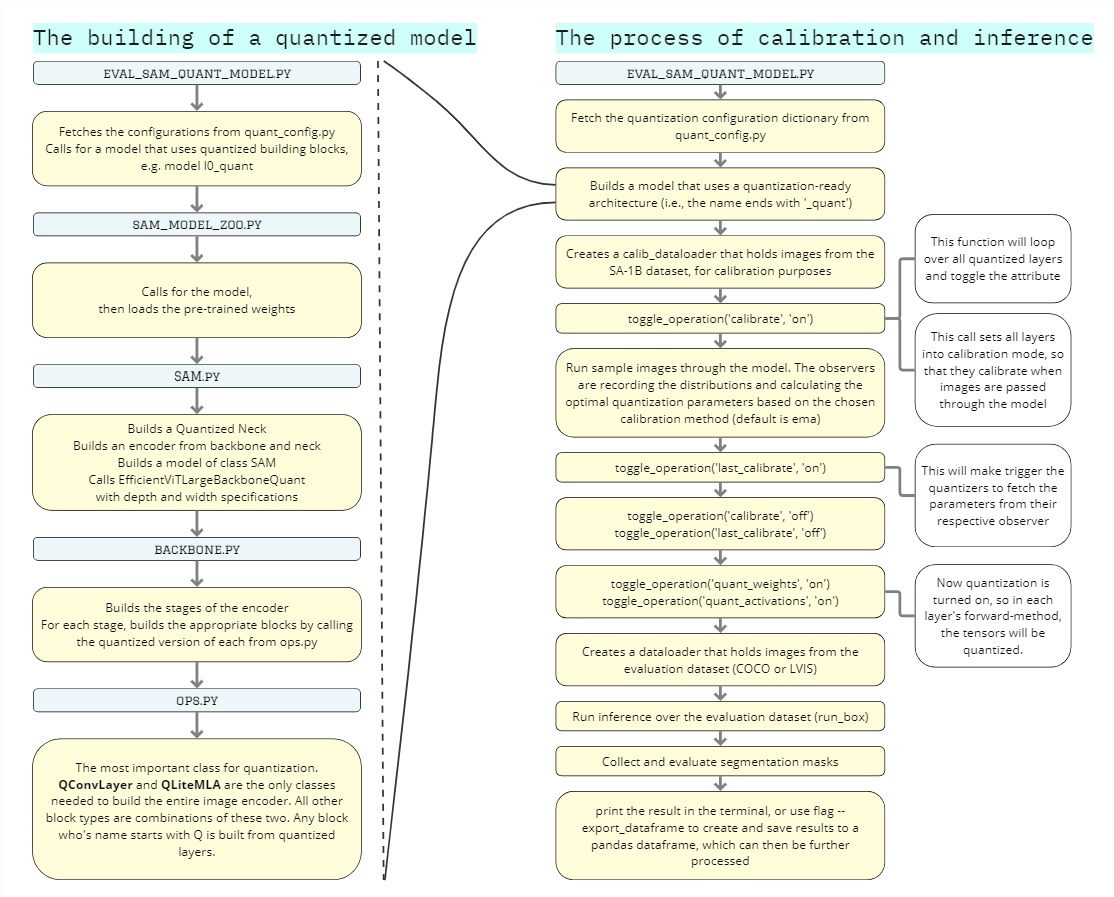 The building of a quantized model
EVAL_SAM_QUANT_MODEL.PY
Fetches the configurations from quant_config.py
Calls for a model that uses quantized building blocks,
e.g. model l0_quant
SAM_MODEL_ZOO.PY
Calls for the model,
then loads the pre-trained weights
SAM.PY
Builds a Quantized Neck
Builds an encoder from backbone and neck
Builds a model of class SAM
Calls EfficientViTLargeBackboneQuant
with depth and width specifications
BACKBONE.PY
Builds the stages of the encoder
For each stage, builds the appropriate blocks by calling
the quantized version of each from ops.py
OPS.PY
The most important class for quantization.
QConvLayer and QLiteMLA are the only classes
needed to build the entire image encoder. All other
block types are combinations of these two. Any block
who's name starts with Q is built from quantized
layers.
The process of calibration and inference
EVAL_SAM_QUANT_MODEL.PY
Fetch the quantization configuration dictionary from
quant_config.py
Builds a model that uses a quantization-ready
architecture (i.e., the name ends with '_quant')
Creates a calib_dataloader that holds images from the
SA-1B dataset, for calibration purposes
toggle_operation('calibrate', 'on')
This function will loop
over all quantized layers
and toggle the attribute
This call sets all layers
into calibration mode, so
that they calibrate when
images are passed
through the model
Run sample images through the model. The observers
are recording the distributions and calculating the
optimal quantization parameters based on the chosen
calibration method (default is ema)
toggle_operation('last_calibrate', 'on')
This will make trigger the
quantizers to fetch the
parameters from their
respective observer
toggle_operation('calibrate', 'off')
toggle_operation('last_calibrate', 'off')
toggle_operation('quant_weights', 'on')
toggle_operation('quant_activations', 'on')
Now quantization is
turned on, so in each
layer's forward-method,
the tensors will be
quantized.
Creates a dataloader that holds images from the
evaluation dataset (COCO or LVIS)
Run inference over the evaluation dataset (run_box)
Collect and evaluate segmentation masks
print the result in the terminal, or use flag --
export_dataframe to create and save results to a
pandas dataframe, which can then be further
processed